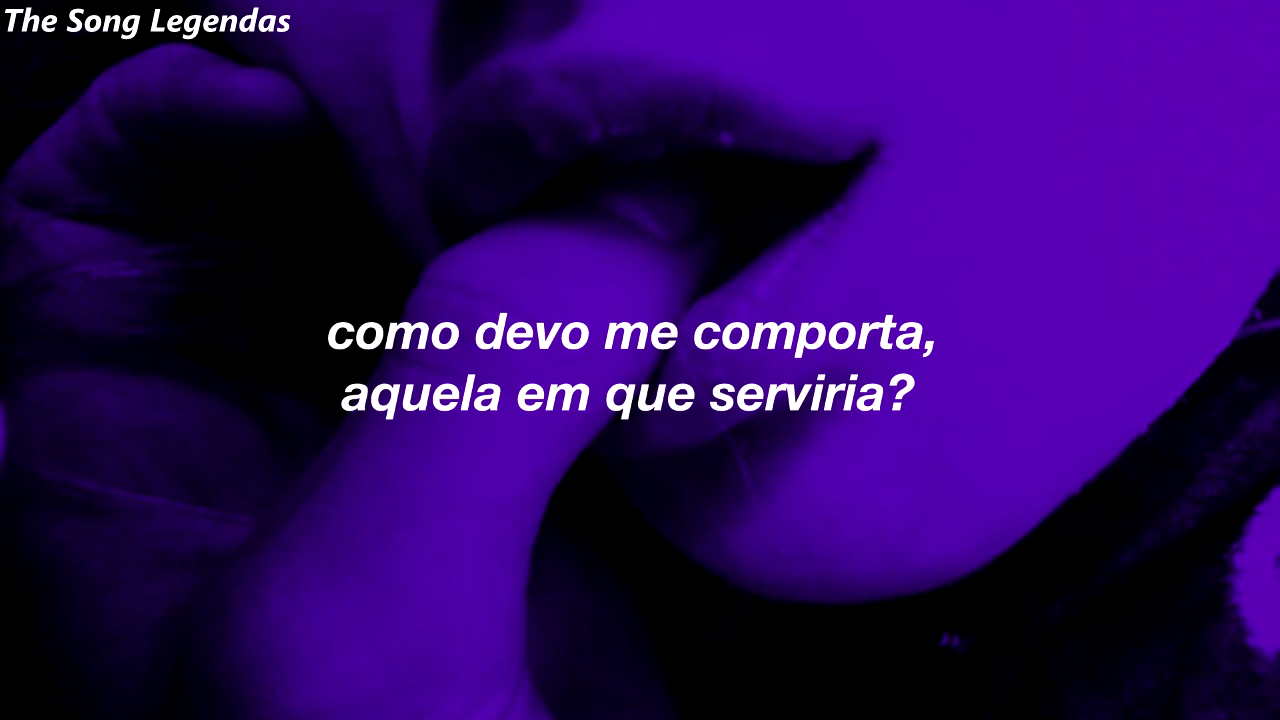 The Song Legendas
como devo me comporta,
aquela em que serviria?